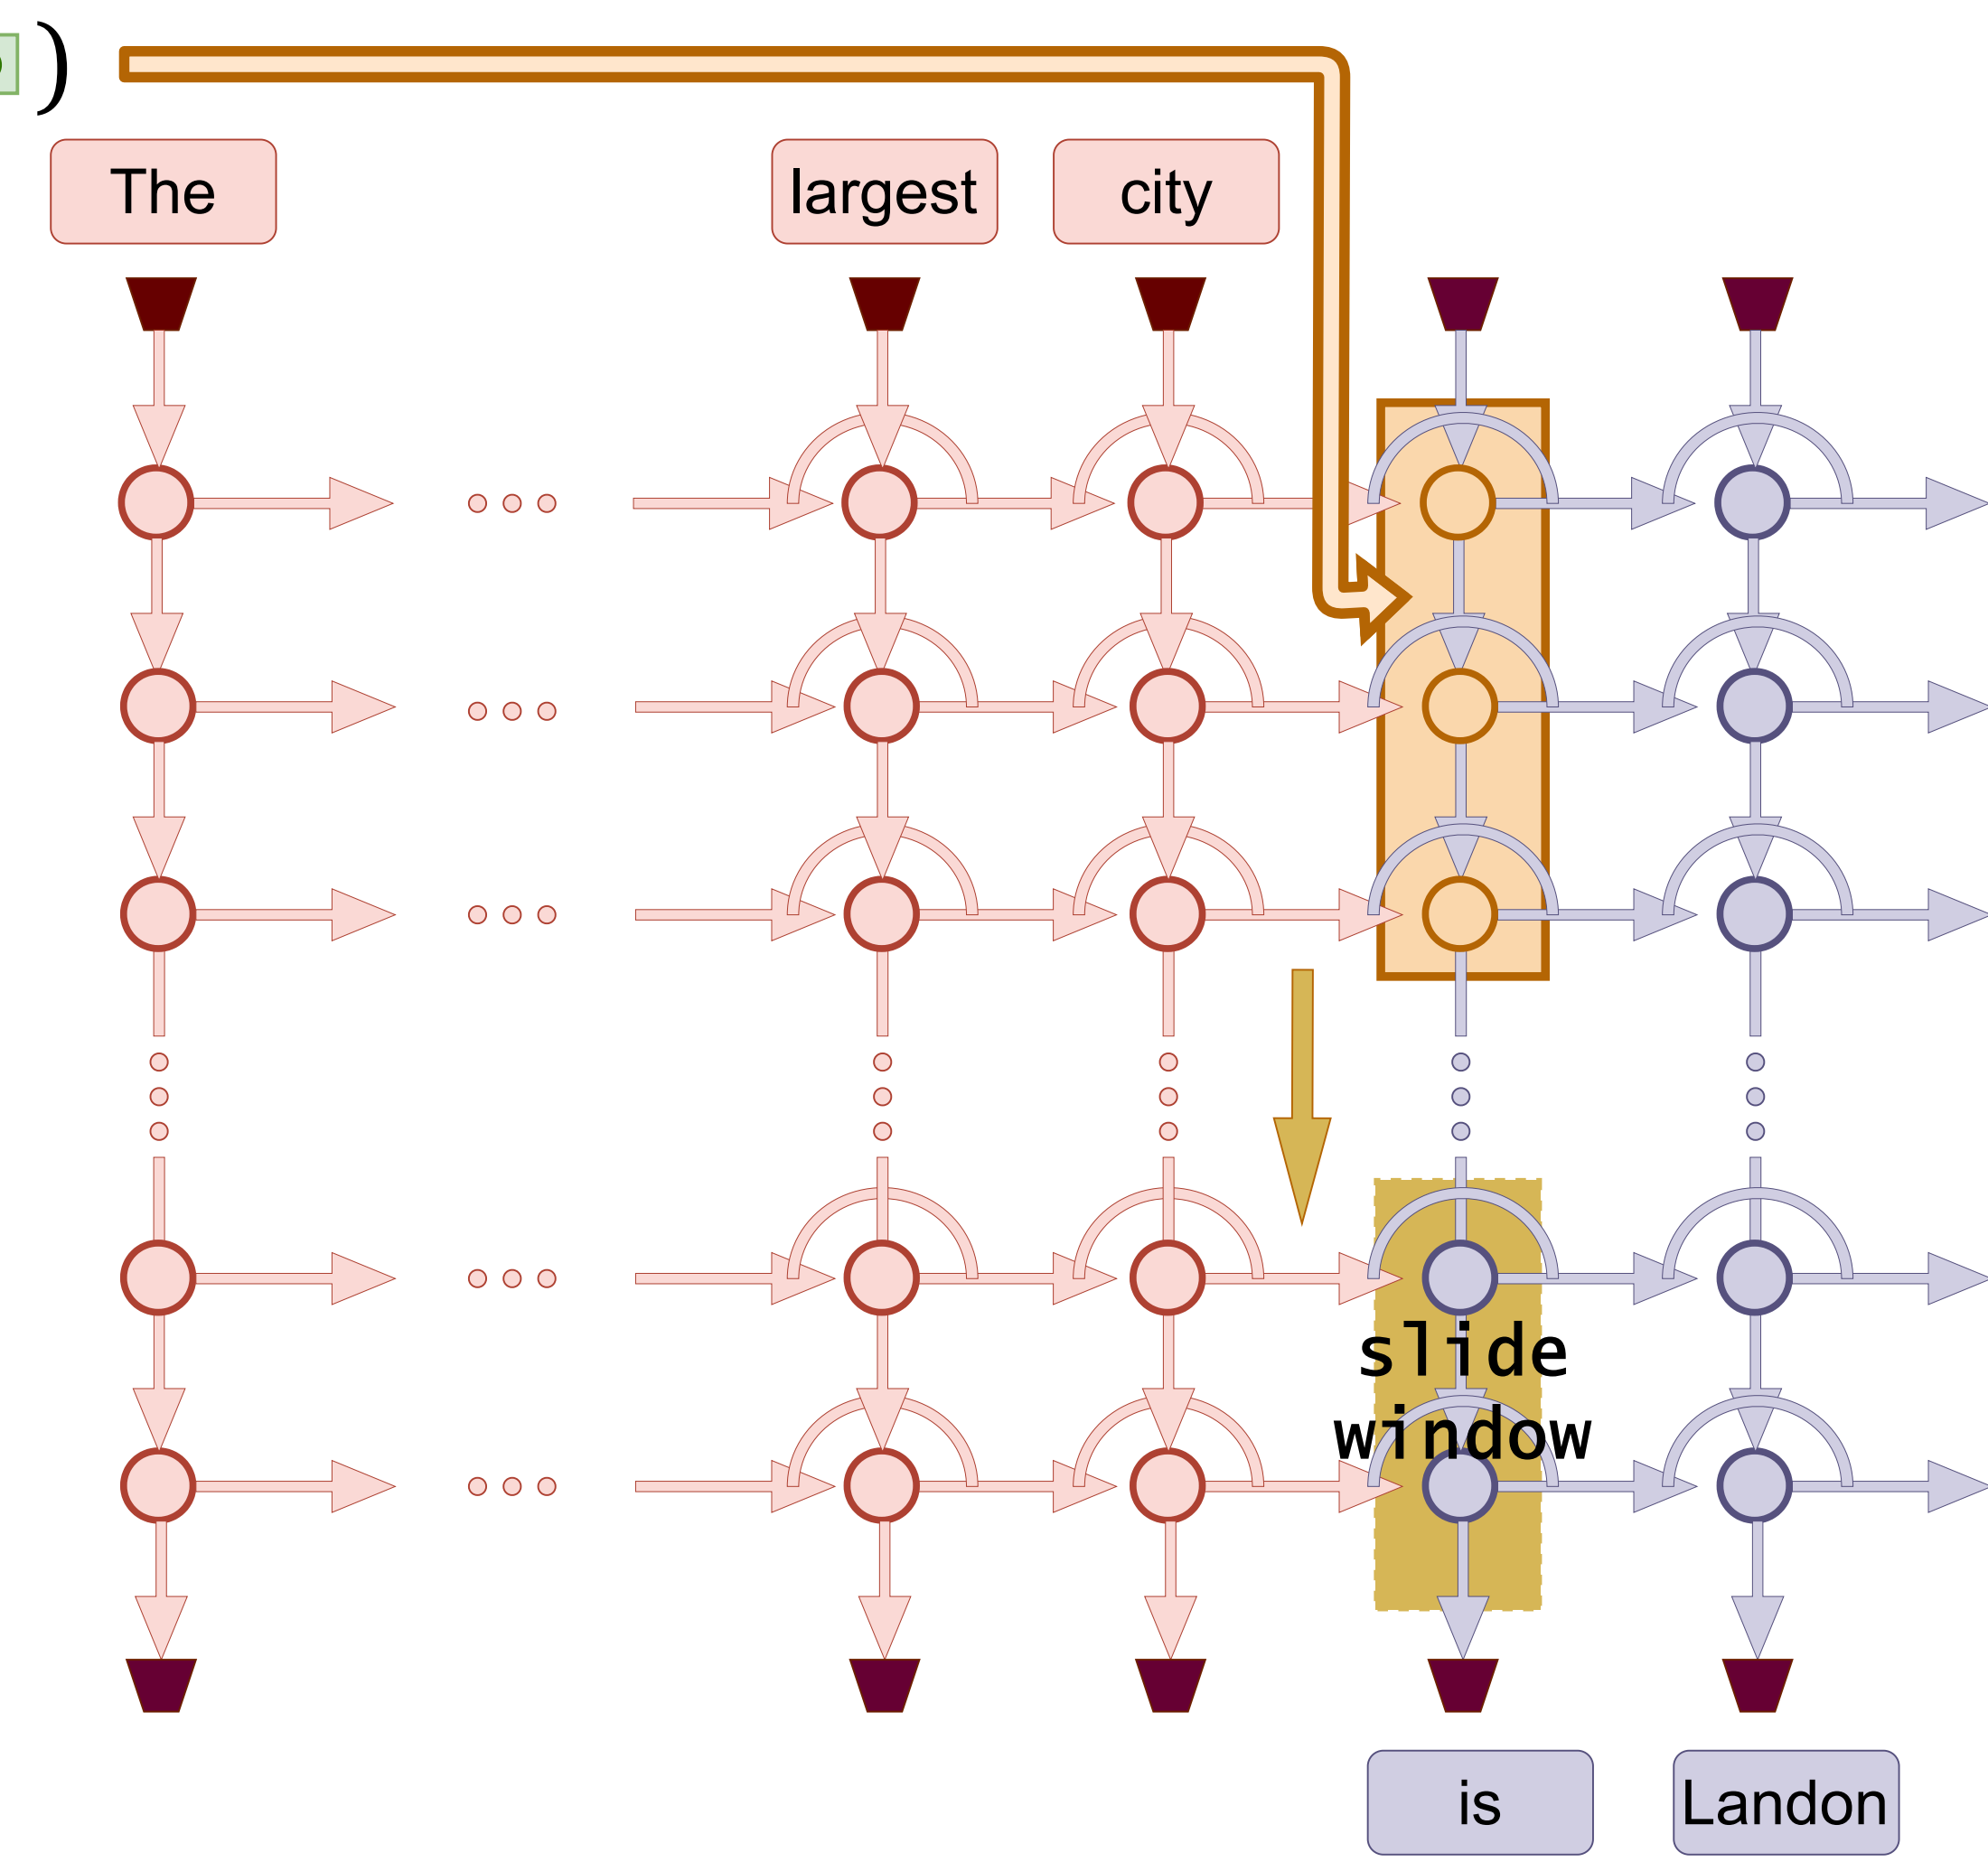 )
The largest city
slide
window
is Landon